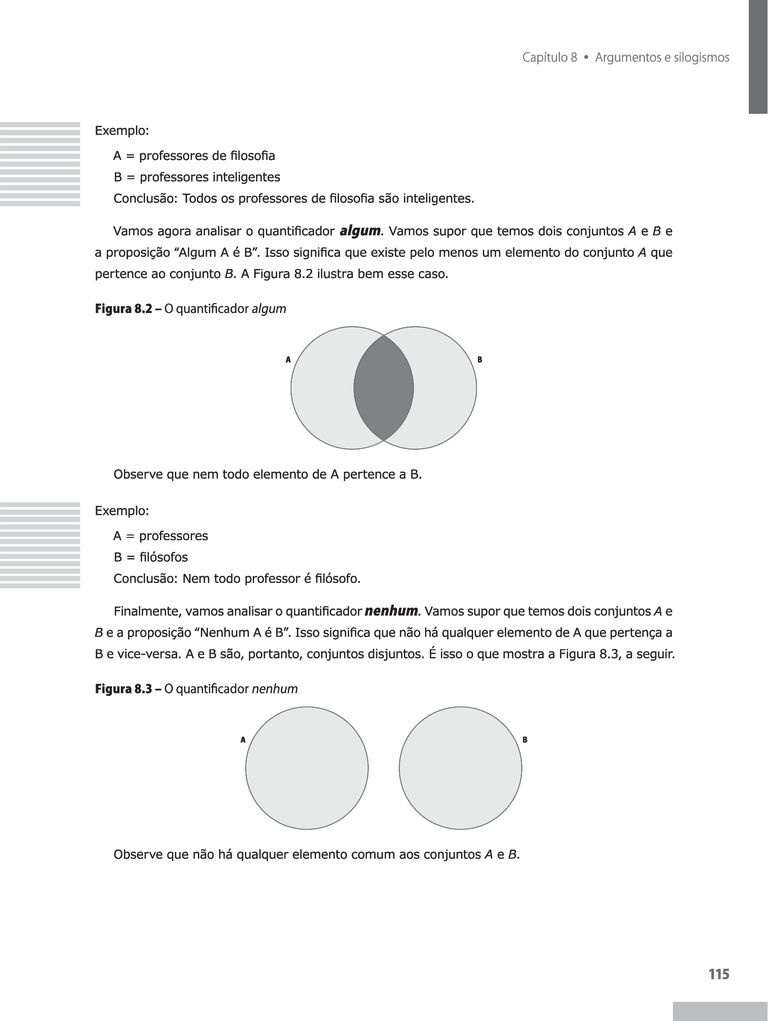 Capítulo 8 • Argumentos e silogismos
Exemplo:
A = professores de filosofia
B = professores inteligentes
Conclusão: Todos os professores de filosofia são inteligentes.
Vamos agora analisar o quantificador algum. Vamos supor que temos dois conjuntos A e B e
a proposição “Algum A é B”. Isso significa que existe pelo menos um elemento do conjunto A que
pertence ao conjunto B. A Figura 8.2 ilustra bem esse caso.
Figura 8.2 – O quantificador algum
A
B
Observe que nem todo elemento de A pertence a B.
Exemplo:
A = professores
B = filósofos
Conclusão: Nem todo professor é filósofo.
Finalmente, vamos analisar o quantificador nenhum. Vamos supor que temos dois conjuntos A e
B e a proposição “Nenhum A é B”. Isso significa que não há qualquer elemento de A que pertença a
B e vice-versa. A e B são, portanto, conjuntos disjuntos. É isso o que mostra a Figura 8.3, a seguir.
Figura 8.3 – O quantificador nenhum
A
B
Observe que não há qualquer elemento comum aos conjuntos A e B.
115